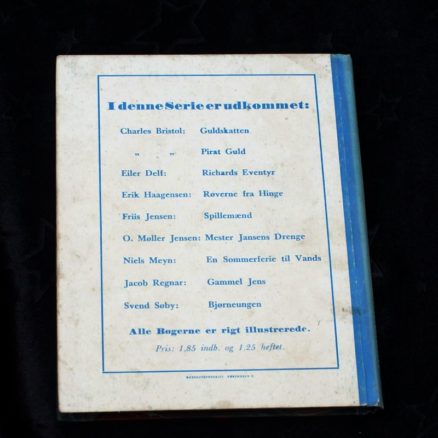 I denne Serie er udkommet:
Charles Bristol: Guldskatten
„ „ Pirat Guld
Eiler Delf: Richards Eventyr
Erik Haagensen: Røverne fra Hinge
Friis Jensen: Spillemænd
O. Møller Jensen: Mester Jansens Drenge
Niels Meyn: En Sommerferie til Vands
Jacob Regnar: Gammel Jens
Svend Søby: Bjørneungen
Alle Bøgerne er rigt illustrerede.
Pris: 1,85 indb. og 1.25 heftet.